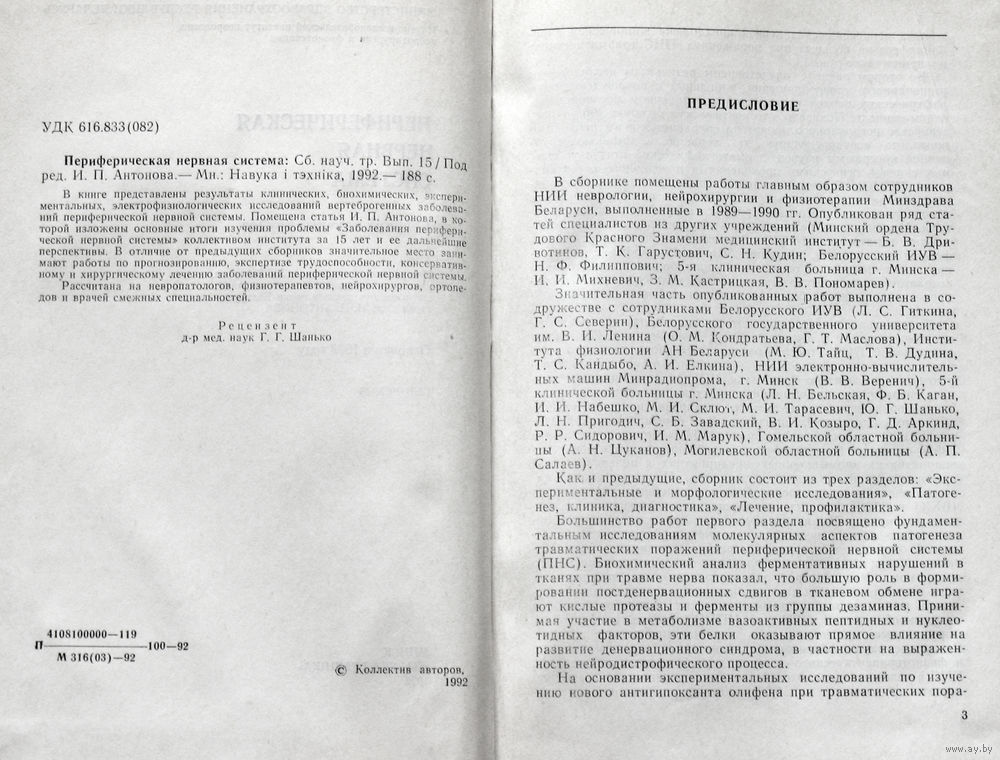 УДК 616.833(082)
Периферическая нервная система: Сб. науч. тр. Вып. 15 / Под
ред. И. П. Антонова.— Мн.: Навука і тэхніка, 1992.— 188 с.
В книге представлены результаты клинических, биохимических, экспери-
ментальных, электрофизиологических исследований вертеброгенных заболева-
ний периферической нервной системы. Помещена статья И. П. Антонова, в ко-
торой изложены основные итоги изучения проблемы «Заболевания перифери-
ческой нервной системы» коллективом института за 15 лет и ее дальнейшие
перспективы. В отличие от предыдущих сборников значительное место зани-
мают работы по прогнозированию, экспертизе трудоспособности, консерватив-
ному и хирургическому лечению заболеваний периферической нервной системы.
Рассчитана на невропатологов, физиотерапевтов, нейрохирургов, ортопе-
дов и врачей смежных специальностей.
Рецензент
д-р мед. наук Г. Г. Шанько
4108100000—119
П 100—92
М 316(03)—92
© Коллектив авторов,
1992
ПРЕДИСЛОВИЕ
В сборнике помещены работы главным образом сотрудников
НИИ неврологии, нейрохирургии и физиотерапии Минздрава
Беларуси, выполненные в 1989—1990 гг. Опубликован ряд ста-
тей специалистов из других учреждений (Минский ордена Тру-
дового Красного Знамени медицинский институт — Б. В. Дри-
вотинов, Т. К. Гарустович, С. Н. Кудин; Белорусский ИУВ —
Н. Ф. Филиппович; 5-я клиническая больница г. Минска —
И. И. Михневич, З. М. Кастрицкая, В. В. Пономарев).
Значительная часть опубликованных работ выполнена в со-
дружестве с сотрудниками Белорусского ИУВ (Л. С. Гиткина,
Г. С. Северин), Белорусского государственного университета
им. В. И. Ленина (О. М. Кондратьева, Г. Т. Маслова), Инсти-
тута физиологии АН Беларуси (М. Ю. Тайц, Т. В. Дудина,
Т. С. Кандыбо, А. И. Елкина), НИИ электронно-вычислитель-
ных машин Минрадиопрома, г. Минск (В. В. Веренич), 5-й
клинической больницы г. Минска (Л. Н. Бельская, Ф. Б. Каган,
И. И. Набешко, М. И. Склют, М. И. Тарасевич, Ю. Г. Шанько,
Л. Н. Пригодич, С. Б. Завадский, В. И. Козыро, Г. Д. Аркинд,
Р. Р. Сидорович, И. М. Марук), Гомельской областной больни-
цы (А. Н. Цуканов), Могилевской областной больницы (А. П.
Салаев).
Как и предыдущие, сборник состоит из трех разделов: «Экс-
периментальные и морфологические исследования», «Патоге-
нез, клиника, диагностика», «Лечение, профилактика».
Большинство работ первого раздела посвящено фундамен-
тальным исследованиям молекулярных аспектов патогенеза
травматических поражений периферической нервной системы
(ПНС). Биохимический анализ ферментативных нарушений в
тканях при травме нерва показал, что большую роль в форми-
ровании постденервационных сдвигов в тканевом обмене игра-
ют кислые протеазы и ферменты из группы дезаминаз. Прини-
мая участие в метаболизме вазоактивных пептидных и нуклео-
тидных факторов, эти белки оказывают прямое влияние на
развитие денервационного синдрома, в частности на выражен-
ность нейродистрофического процесса.
На основании экспериментальных исследований по изуче-
нию нового антигипоксанта олифена при травматических пора-
3
www.ay.by